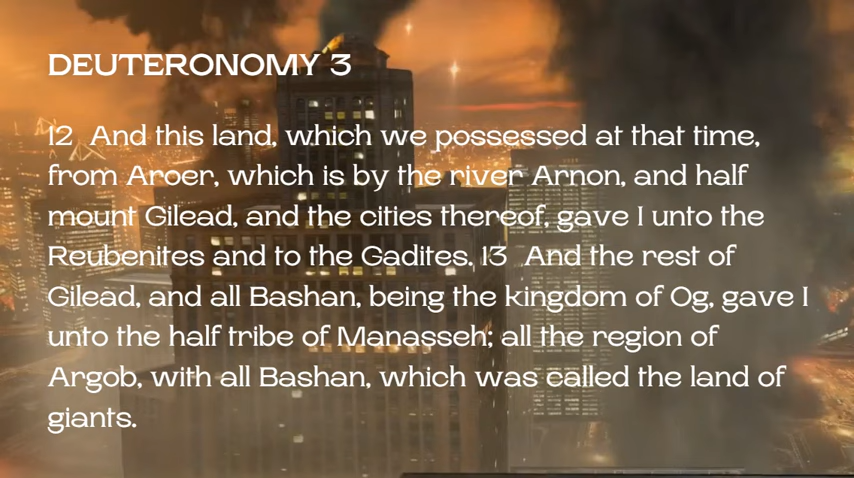 DEUTERONOMY 3
12 And this land, which we possessed at that time,
from Aroer, which is by the river Arnon, and half
mount Gilead, and the cities thereof, gave I unto the
Reubenites and to the Gadites. 13 And the rest of
Gilead, and all Bashan, being the kingdom of Og, gave I
unto the half tribe of Manasseh; all the region of
Argob, with all Bashan, which was called the land of
giants.